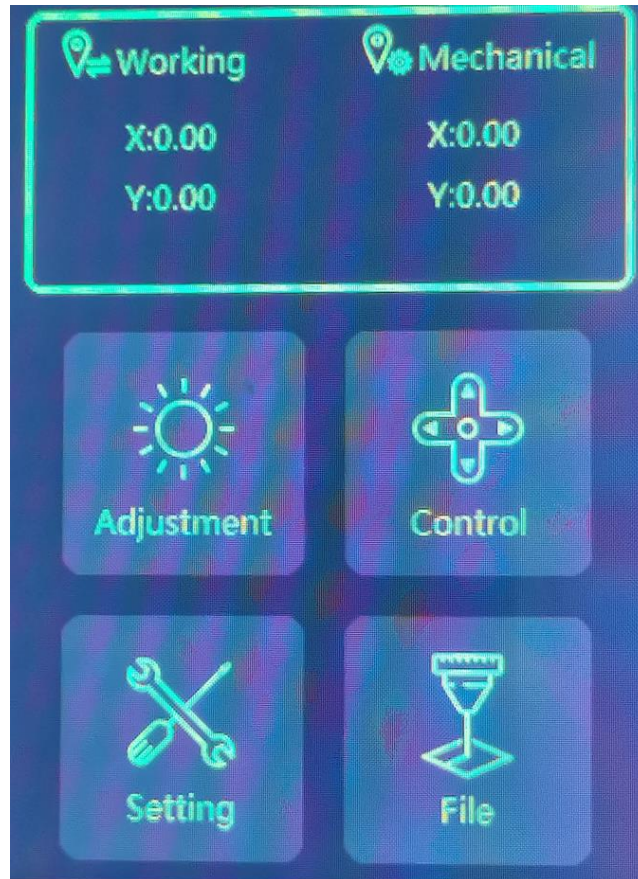 Working Mechanical
X:0.00 X:0.00
Y:0.00 Y:0.00
Adjustment Control
Setting File